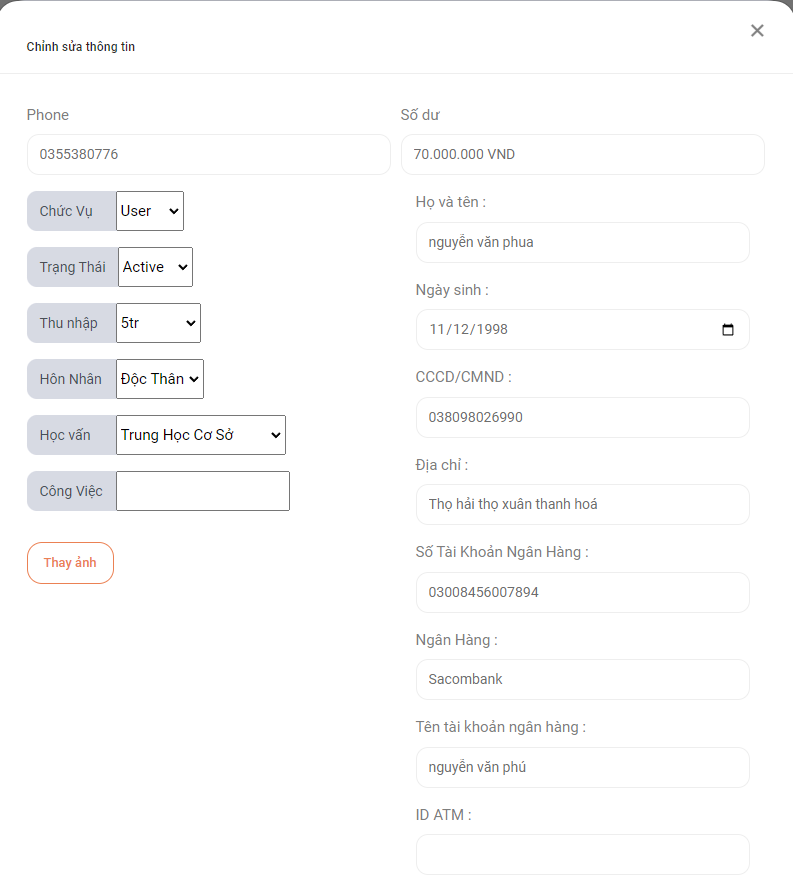 Chỉnh sửa thông tin
Phone
0355380776
Số dư
70.000.000 VND
Chức Vụ User
Trạng Thái Active
Thu nhập 5tr
Hôn Nhân Độc Thân
Học vấn Trung Học Cơ Sở
Công Việc
Thay ảnh
Họ và tên :
nguyễn văn phua
Ngày sinh :
11/12/1998
CCCD/CMND :
038098026990
Địa chỉ :
Thọ hải thọ xuân thanh hoá
Số Tài Khoản Ngân Hàng :
03008456007894
Ngân Hàng :
Sacombank
Tên tài khoản ngân hàng :
nguyễn văn phú
ID ATM :